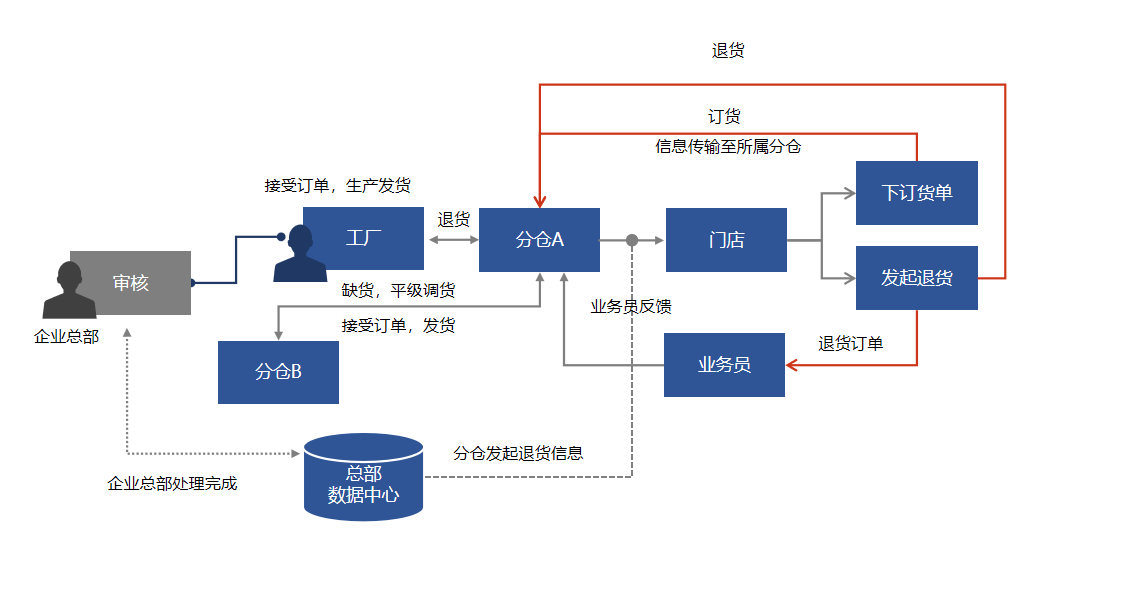 退货
订货
信息传输至所属分仓
下订货单
接受订单，生产发货
工厂
退货
分仓A
门店
审核
发起退货
缺货，平级调货
业务员反馈
接受订单，发货
企业总部
退货订单
业务员
分仓B
分仓发起退货信息
总部
数据中心
企业总部处理完成